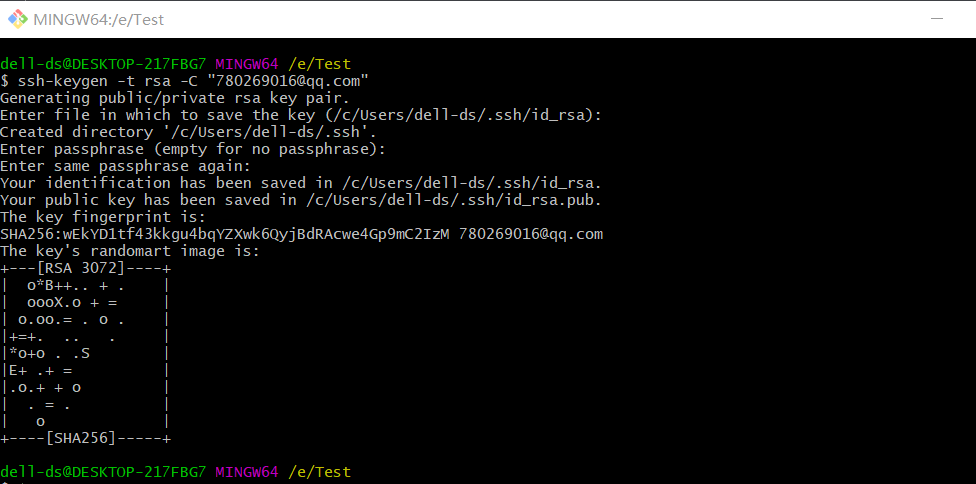 MINGW64:/e/Test
dell-ds@DESKTOP-217FBG7 MINGW64 /e/Test
$ ssh-keygen -t rsa -C "780269016@qq.com"
Generating public/private rsa key pair.
Enter file in which to save the key (/c/Users/dell-ds/.ssh/id_rsa):
Created directory '/c/Users/dell-ds/.ssh'.
Enter passphrase (empty for no passphrase):
Enter same passphrase again:
Your identification has been saved in /c/Users/dell-ds/.ssh/id_rsa.
Your public key has been saved in /c/Users/dell-ds/.ssh/id_rsa.pub.
The key fingerprint is:
SHA256:wEkYD1tf43kkgu4bqYZXwk6QyjBdRAcwe4Gp9mC2IzM 780269016@qq.com
The key's randomart image is:
+---[RSA 3072]----+
|  o*B++.. + .    |
|  oooX.o + =     |
| o.oo.= . o .    |
|+=+.  ..   .     |
|*o+o . .S        |
|E+ .+ =          |
|.o.+ + o         |
|  . = .          |
|   o             |
+----[SHA256]-----+
dell-ds@DESKTOP-217FBG7 MINGW64 /e/Test